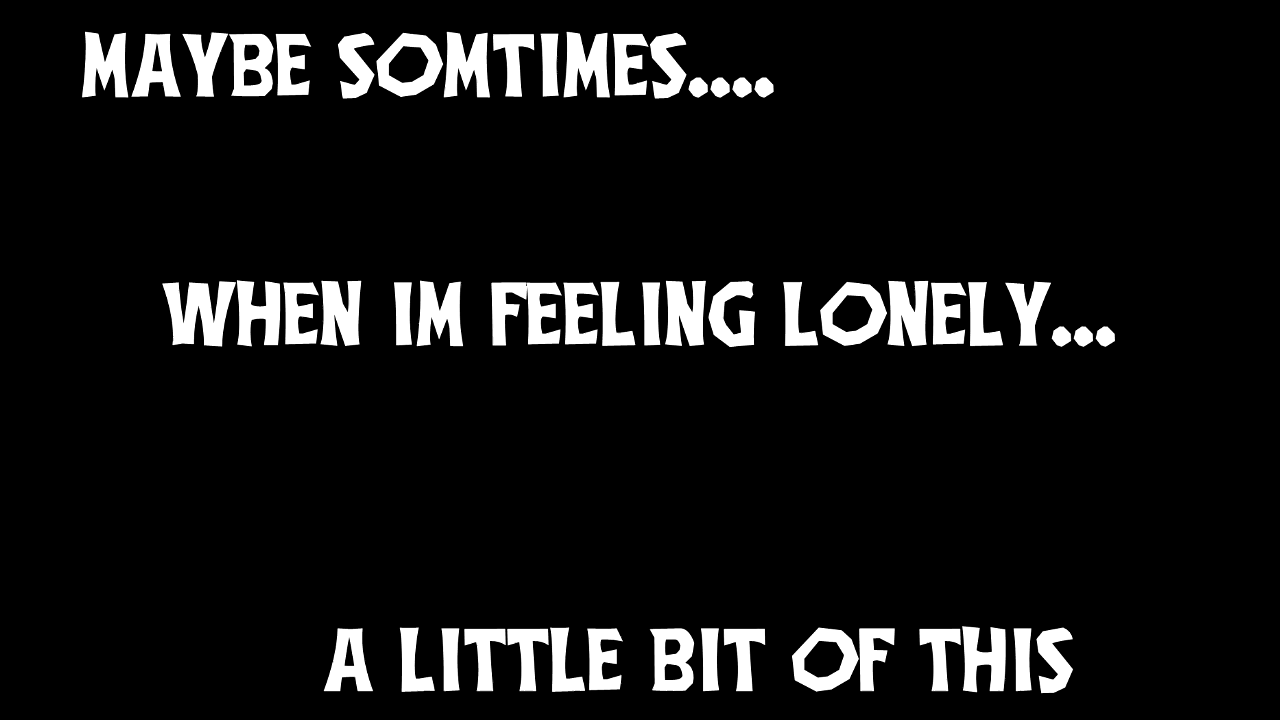 MAYBE SOMTIMES....
WHEN IM FEELING LONELY...
A LITTLE BIT OF THIS